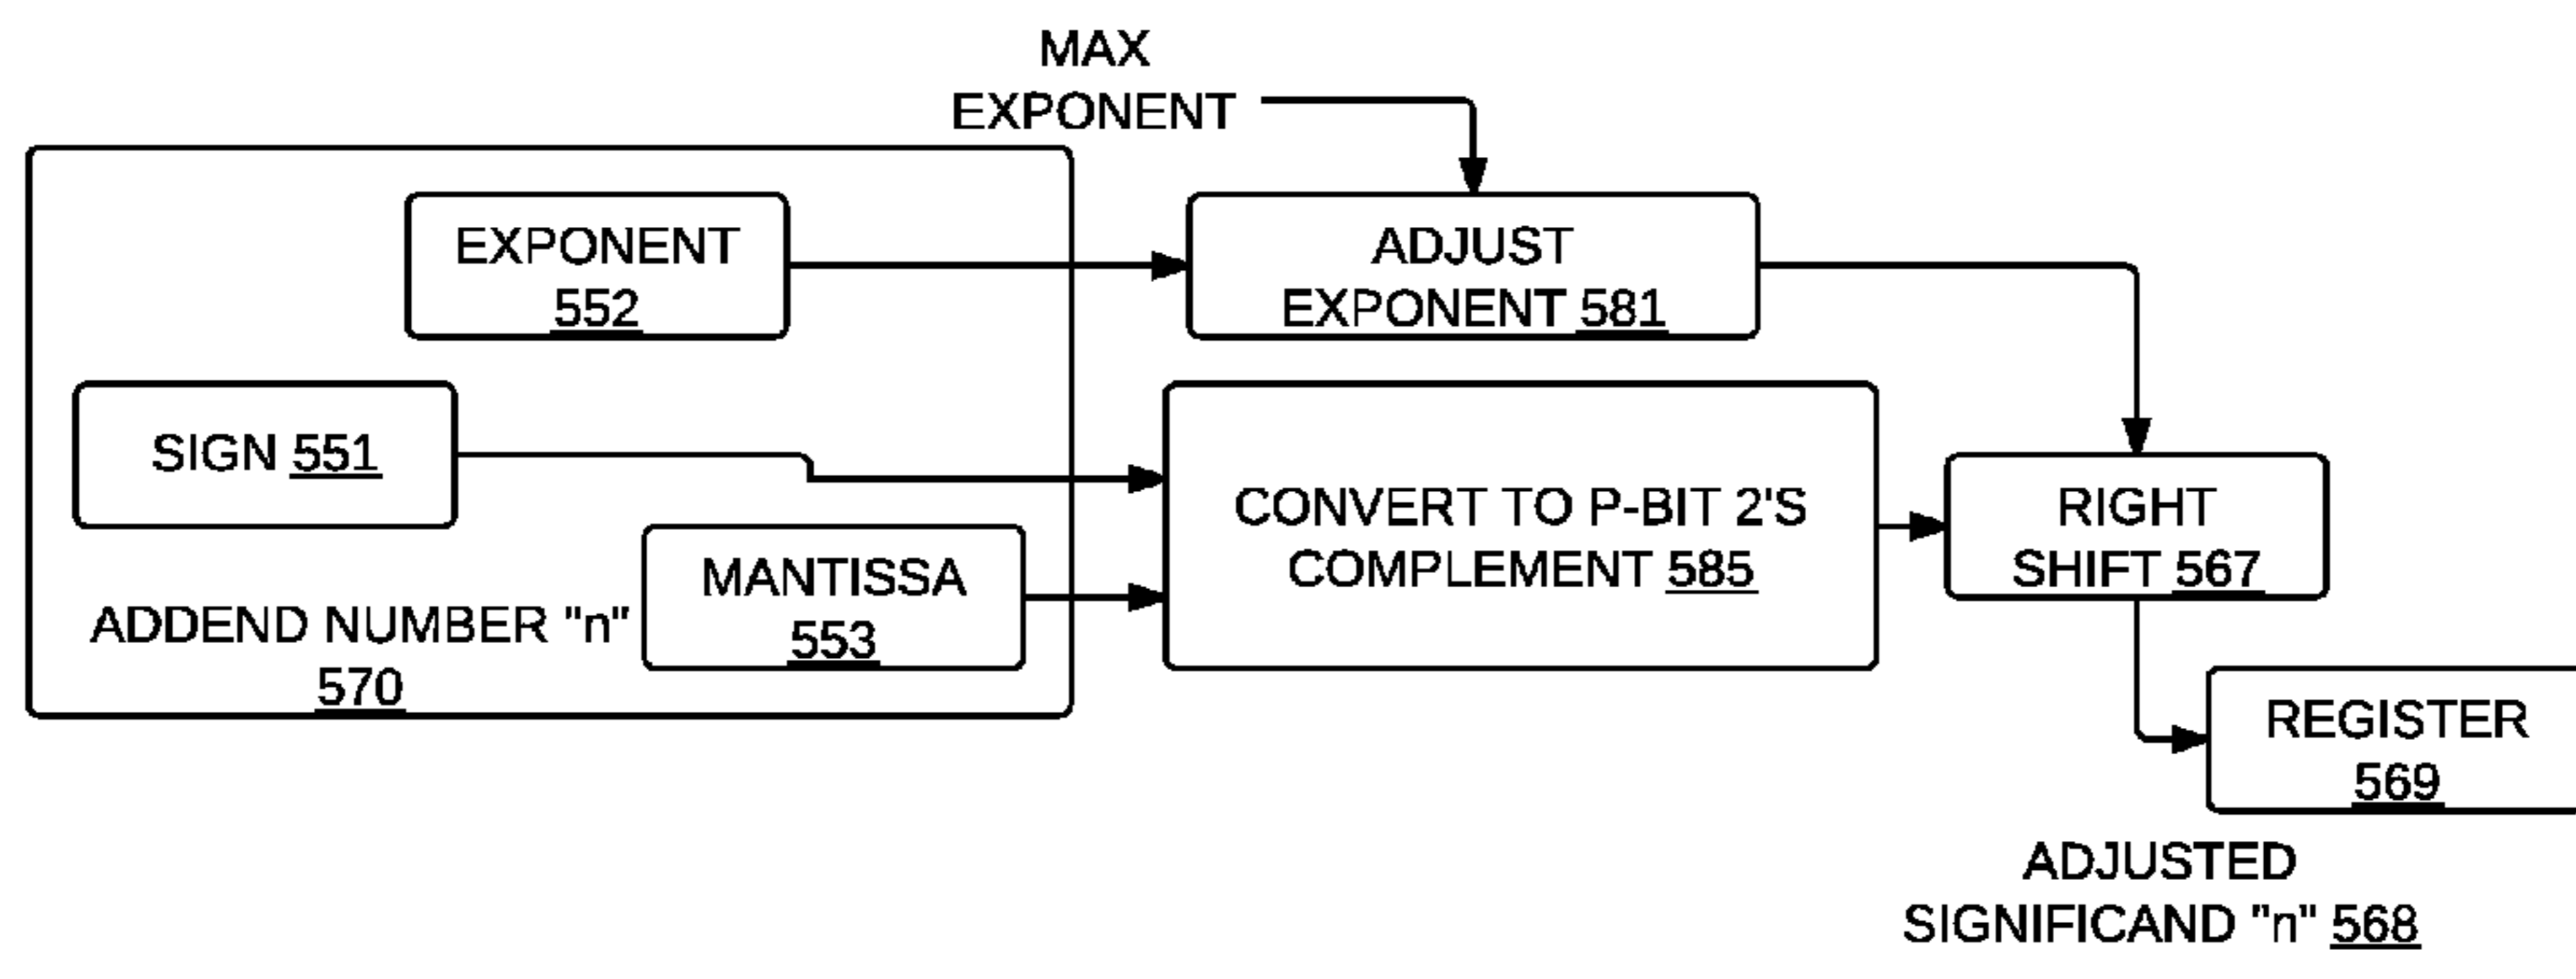 MAX
EXPONENT
EXPONENT
552
ADJUST
EXPONENT 581
SIGN 551
CONVERT TO P-BIT 2'S
COMPLEMENT 585
RIGHT
SHIFT 567
MANTISSA
553
ADDEND NUMBER "n"
570
REGISTER
569
ADJUSTED
SIGNIFICAND "n" 568